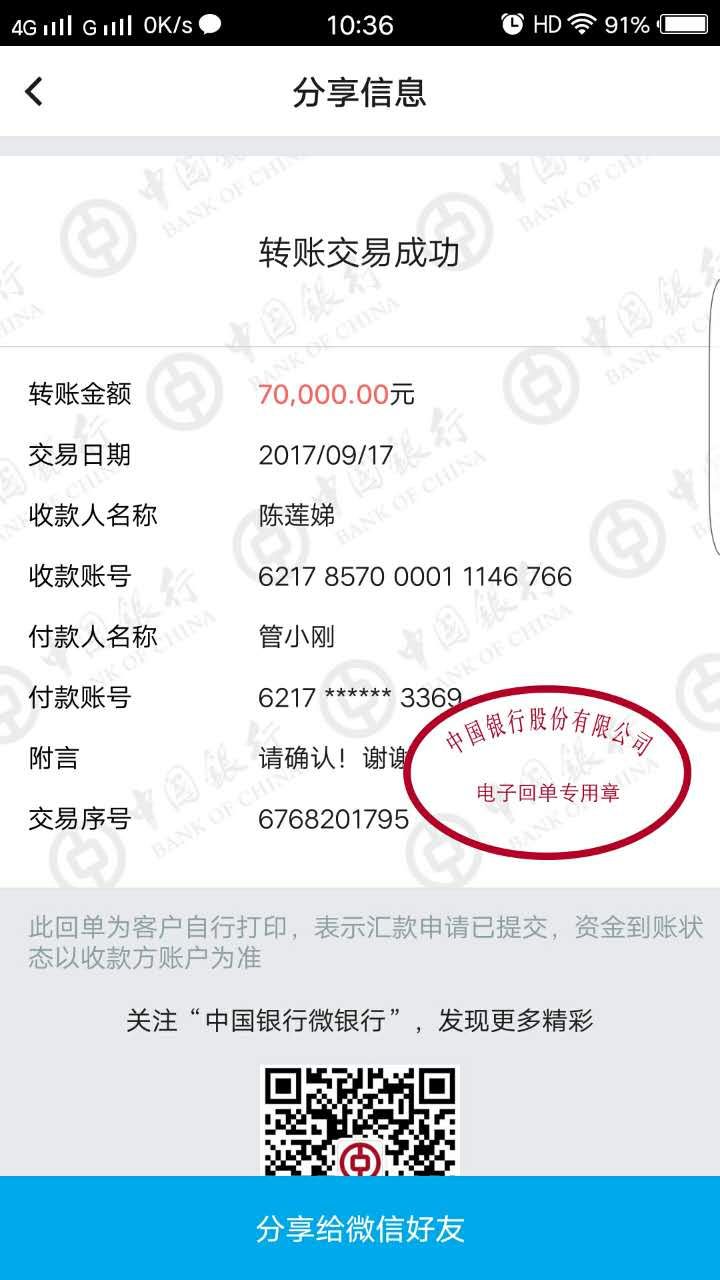 4G G 0K/s 10:36 HD 91%
分享信息
转账交易成功
转账金额 70,000.00元
交易日期 2017/09/17
收款人名称 陈莲娣
收款账号 6217 8570 0001 1146 766
付款人名称 管小刚
付款账号 6217 ****** 3369
附言 请确认！谢谢
交易序号 6768201795
中国银行股份有限公司
电子回单专用章
此回单为客户自行打印，表示汇款申请已提交，资金到账状
态以收款方账户为准
关注“中国银行微银行”，发现更多精彩
分享给微信好友
中国银行
BANK OF CHINA